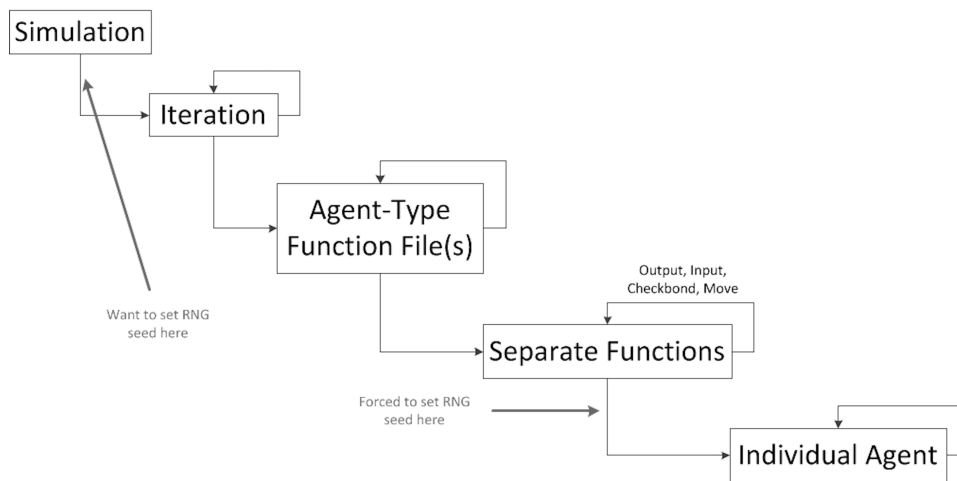 Simulation
Iteration
Agent-Type
Function File(s)
Output, Input,
Checkbond, Move
Want to set RNG
seed here
Separate Functions
Forced to set RNG
seed here
Individual Agent